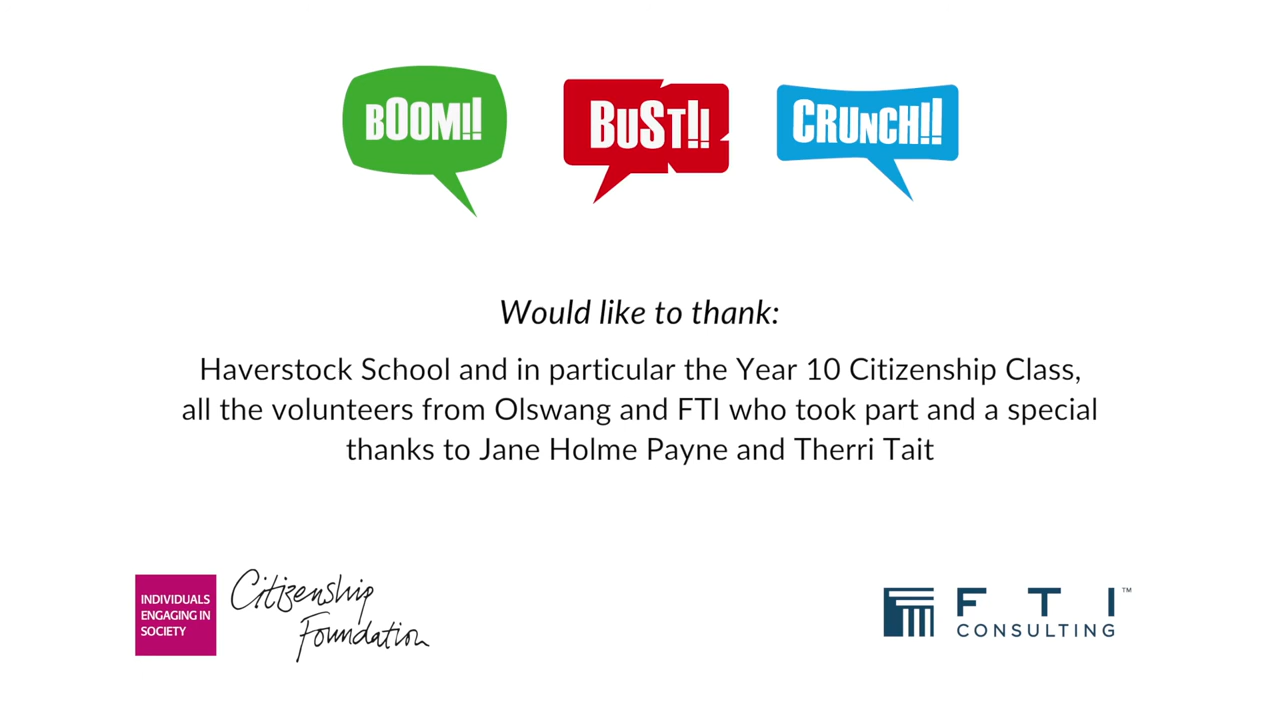 BOOM!!
BUST!!
CRUNCH!!
Would like to thank:
Haverstock School and in particular the Year 10 Citizenship Class,
all the volunteers from Olswang and FTI who took part and a special
thanks to Jane Holme Payne and Therri Tait
INDIVIDUALS
ENGAGING IN
SOCIETY
Citizenship
Foundation
FTI™
CONSULTING